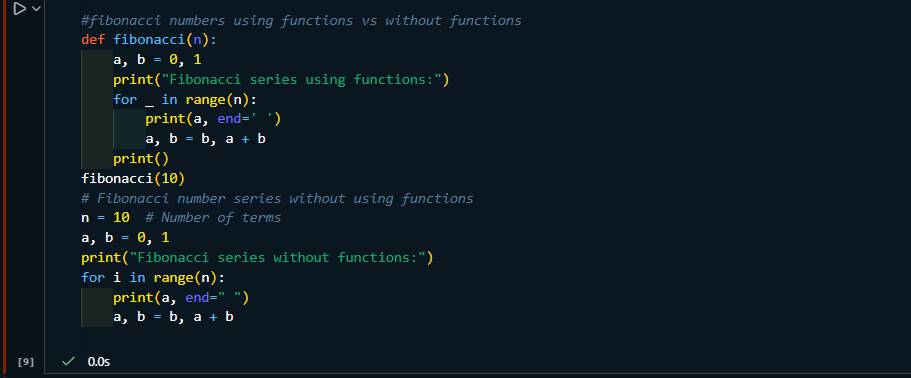 #fibonacci numbers using functions vs without functions
def fibonacci(n):
    a, b = 0, 1
    print("Fibonacci series using functions:")
    for _ in range(n):
        print(a, end=' ')
        a, b = b, a + b
    print()
fibonacci(10)
# Fibonacci number series without using functions
n = 10  # Number of terms
a, b = 0, 1
print("Fibonacci series without functions:")
for i in range(n):
    print(a, end=" ")
    a, b = b, a + b
[9] 0.0s